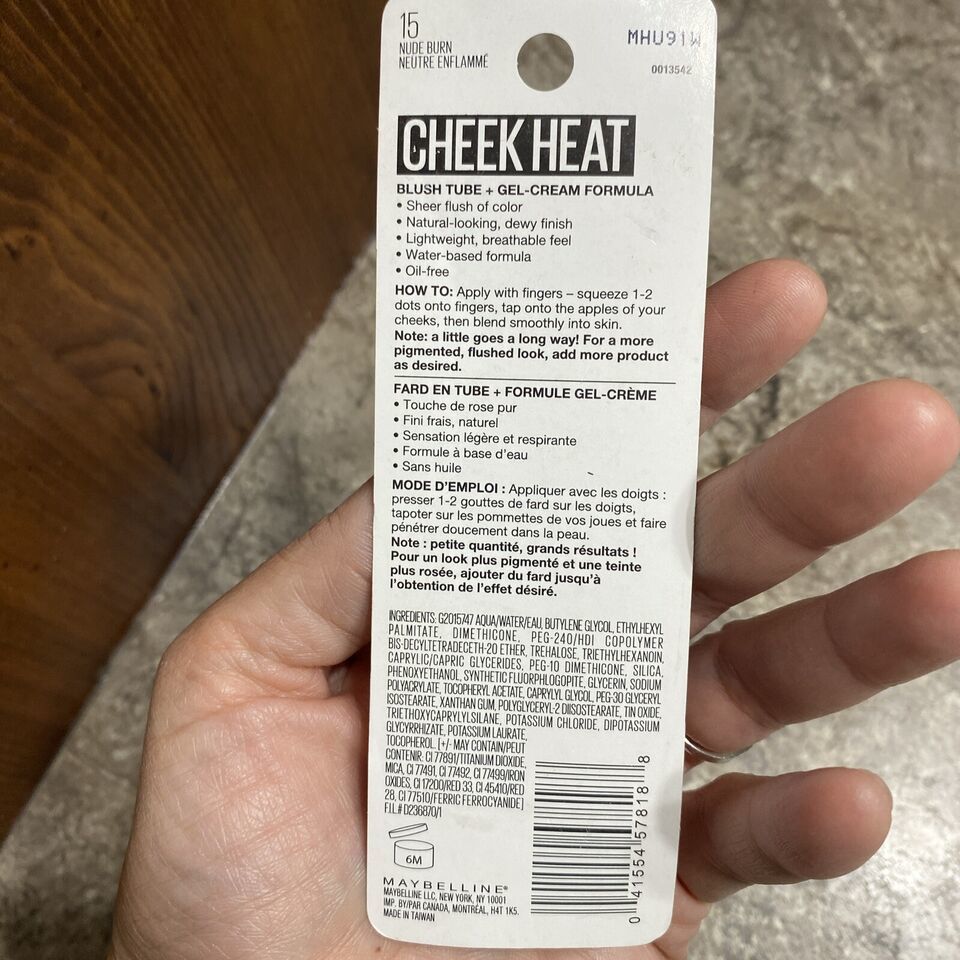 15
NUDE BURN
NEUTRE ENFLAMMÉ
MHU91W
0013542
CHEEK HEAT
BLUSH TUBE + GEL-CREAM FORMULA
• Sheer flush of color
• Natural-looking, dewy finish
• Lightweight, breathable feel
• Water-based formula
• Oil-free
HOW TO: Apply with fingers – squeeze 1-2
dots onto fingers, tap onto the apples of your
cheeks, then blend smoothly into skin.
Note: a little goes a long way! For a more
pigmented, flushed look, add more product
as desired.
FARD EN TUBE + FORMULE GEL-CRÈME
• Touche de rose pur
• Fini frais, naturel
• Sensation légère et respirante
• Formule à base d'eau
• Sans huile
MODE D'EMPLOI : Appliquer avec les doigts :
presser 1-2 gouttes de fard sur les doigts,
tapoter sur les pommettes de vos joues et faire
pénétrer doucement dans la peau.
Note : petite quantité, grands résultats !
Pour un look plus pigmenté et une teinte
plus rosée, ajouter du fard jusqu'à
l'obtention de l'effet désiré.
INGREDIENTS: G2015747 AQUA/WATER/EAU, BUTYLENE GLYCOL, ETHYLHEXYL
PALMITATE, DIMETHICONE, PEG-240/HDI COPOLYMER
BIS-DECYLTETRADECETH-20 ETHER, TREHALOSE, TRIETHYLHEXANOIN,
CAPRYLIC/CAPRIC GLYCERIDES, PEG-10 DIMETHICONE, SILICA,
PHENOXYETHANOL, SYNTHETIC FLUORPHLOGOPITE, GLYCERIN, SODIUM
POLYACRYLATE, TOCOPHERYL ACETATE, CAPRYLYL GLYCOL, PEG-30 GLYCERYL
ISOSTEARATE, XANTHAN GUM, POLYGLYCERYL-2 DIISOSTEARATE, TIN OXIDE,
TRIETHOXYCAPRYLYLSILANE, POTASSIUM CHLORIDE, DIPOTASSIUM
GLYCYRRHIZATE, POTASSIUM LAURATE,
TOCOPHEROL. [+/- MAY CONTAIN/PEUT
CONTENIR: CI 77891/TITANIUM DIOXIDE,
MICA, CI 77491, CI 77492, CI 77499/IRON
OXIDES, CI 17200/RED 33, CI 45410/RED
28, CI 77510/FERRIC FERROCYANIDE]
F.I.L.# D236870/1
6M
MAYBELLINE®
MAYBELLINE LLC, NEW YORK, NY 10001
IMP. BY/PAR CANADA, MONTRÉAL, H4T 1K5.
MADE IN TAIWAN
0 41554 57818 8